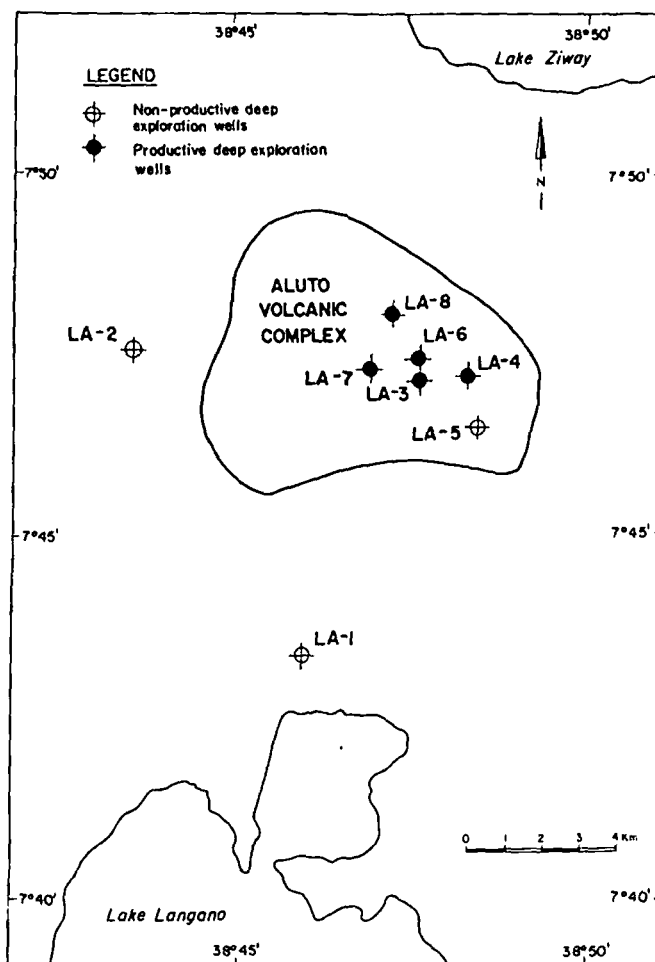 38°45'
38°50'
Lake Ziway
LEGEND
Non-productive deep
exploration wells
Productive deep exploration
wells
7°50'
7°50'
N
ALUTO
VOLCANIC
COMPLEX
LA-8
LA-2
LA-6
LA-7
LA-3
LA-4
LA-5
7°45'
7°45'
LA-1
0 1 2 3 4 Km
7°40'
7°40'
Lake Langano
38°45'
38°50'